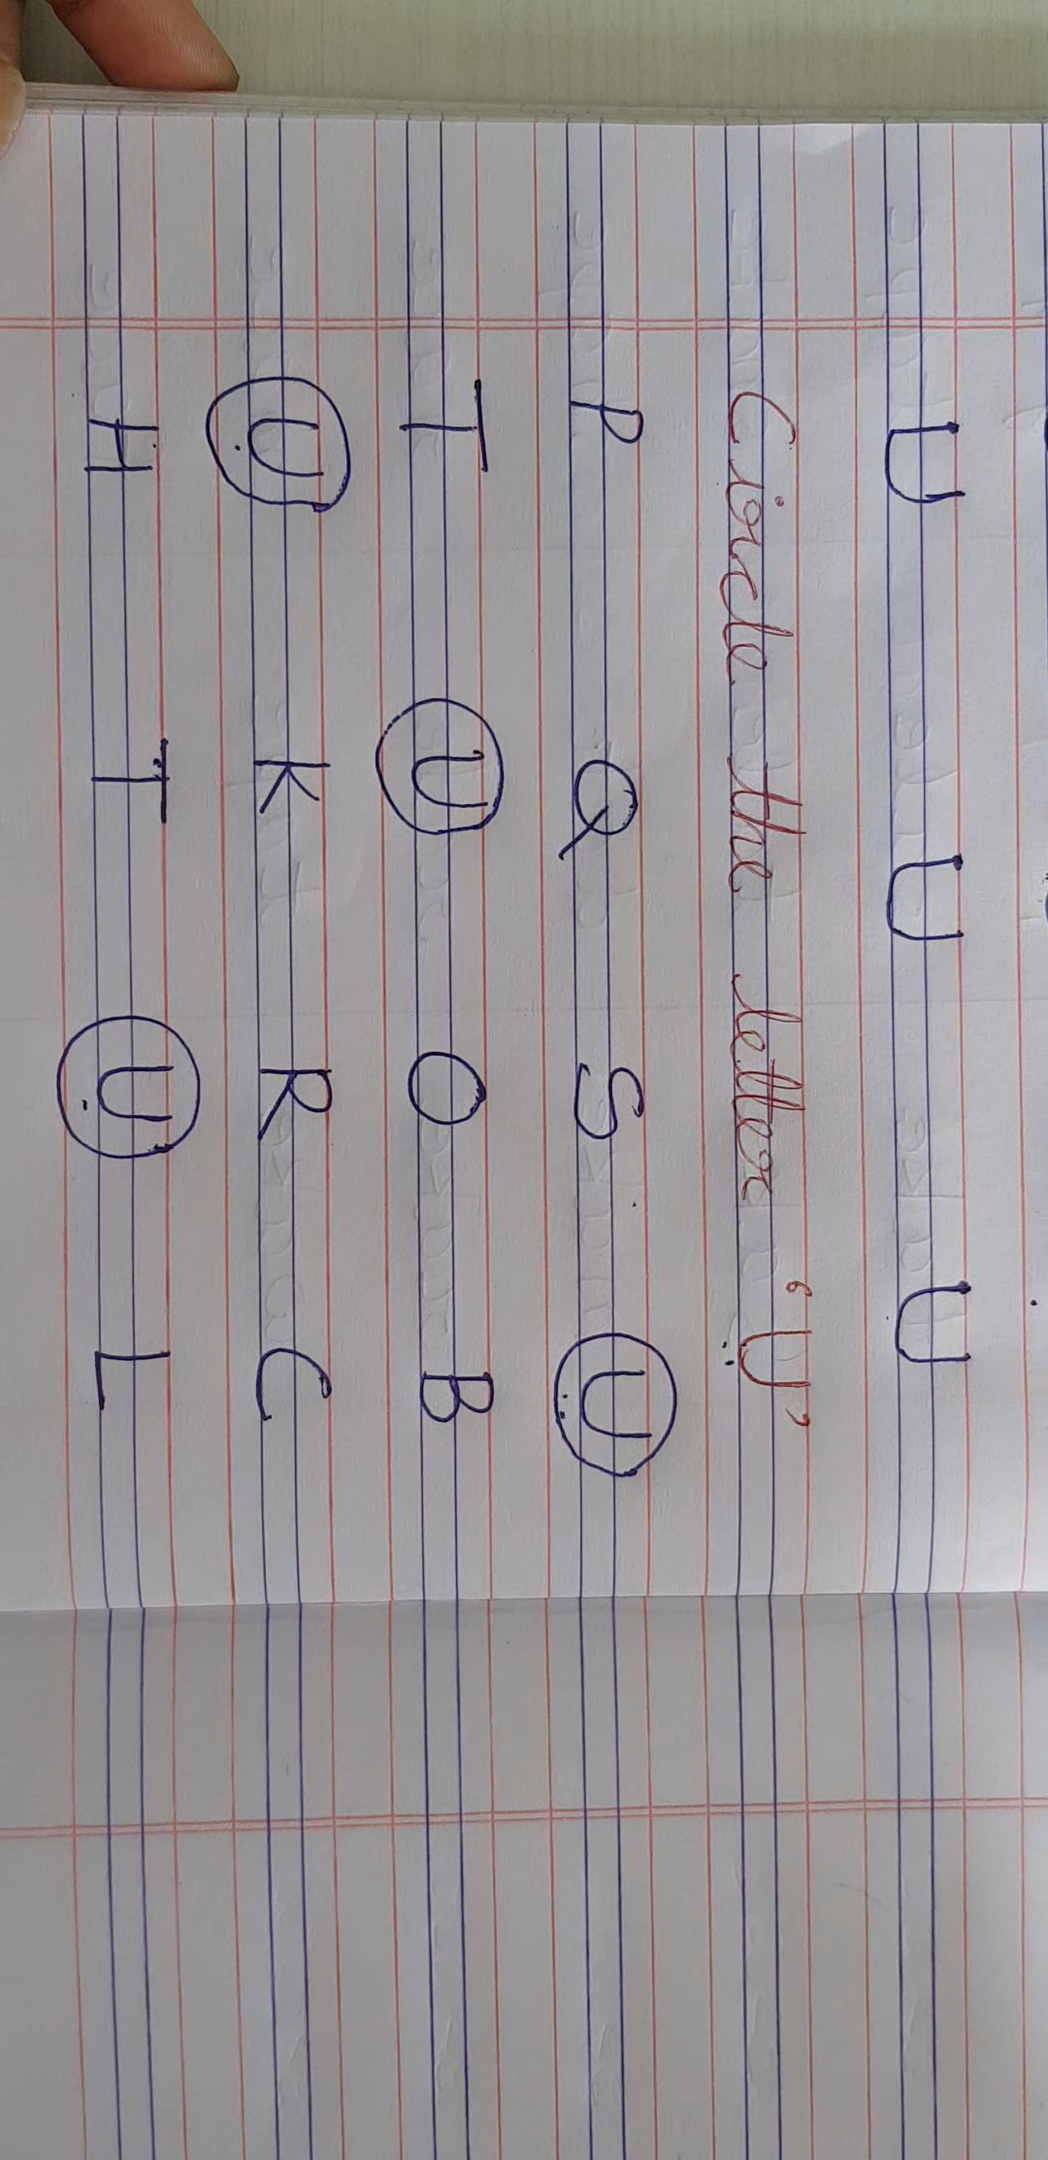 U U U
Circle the letter 'U'
P Q S U
T U O B
U K R C
H T U L